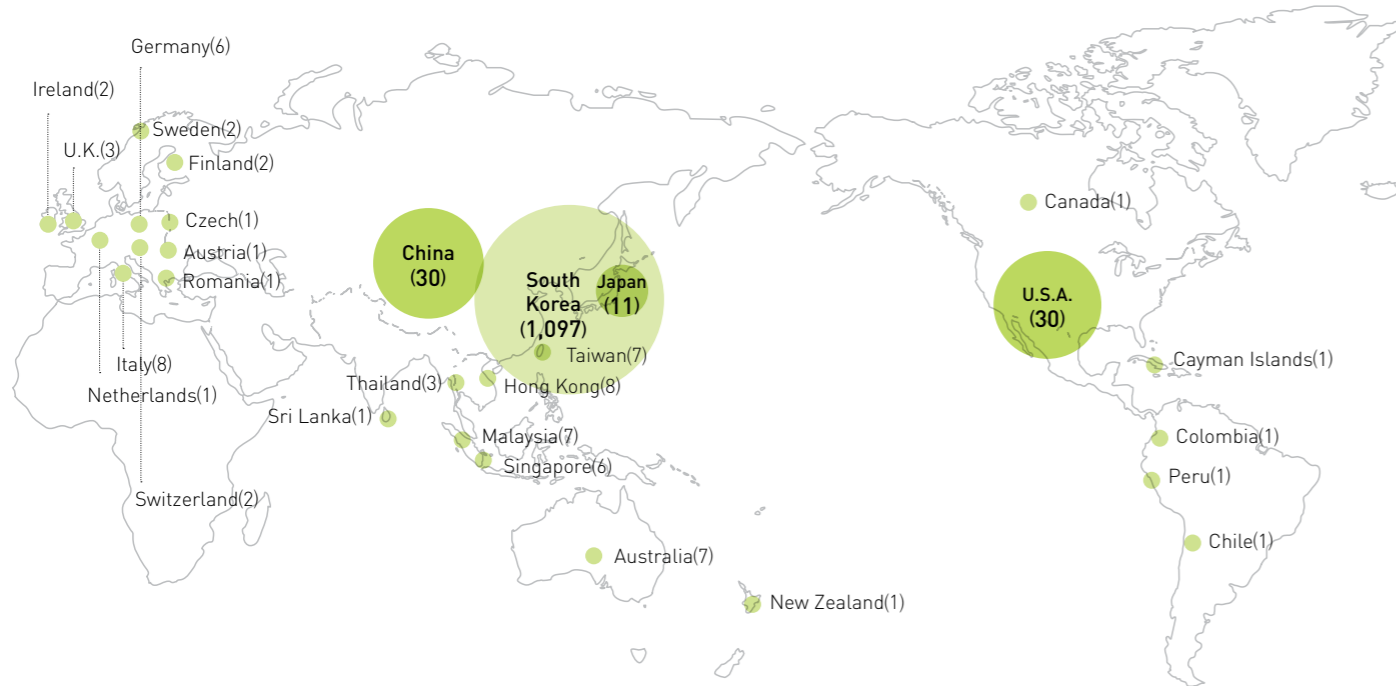 Germany(6)
Ireland(2)
Sweden(2)
U.K.(3)
Finland(2)
Czech(1)
Austria(1)
Romania(1)
Italy(8)
Netherlands(1)
Switzerland(2)
China
(30)
South
Korea
(1,097)
Japan
(11)
Taiwan(7)
Thailand(3)
Hong Kong(8)
Sri Lanka(1)
Malaysia(7)
Singapore(6)
Australia(7)
New Zealand(1)
Canada(1)
U.S.A.
(30)
Cayman Islands(1)
Colombia(1)
Peru(1)
Chile(1)